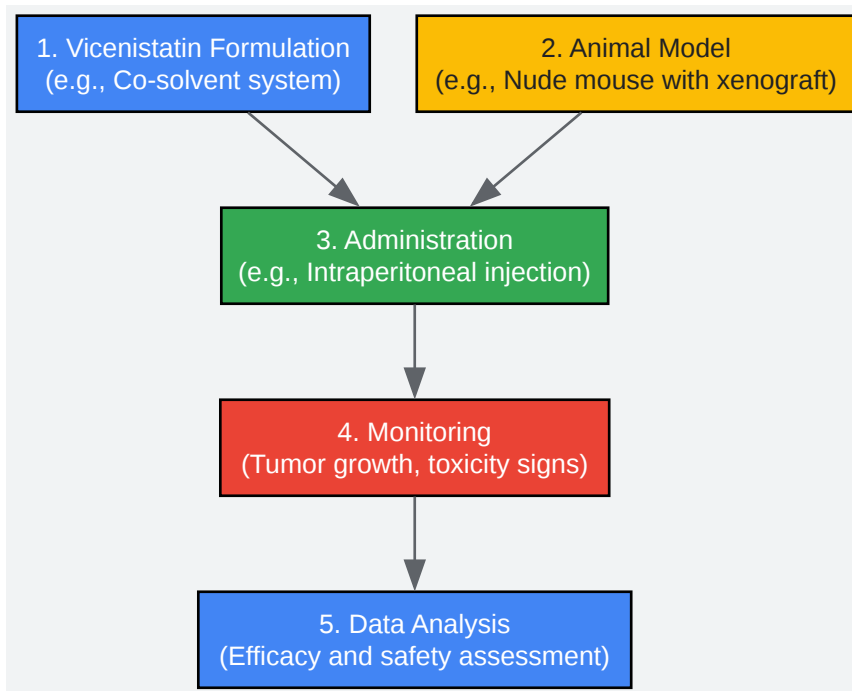 1. Vicenistatin Formulation
(e.g., Co-solvent system)
2. Animal Model
(e.g., Nude mouse with xenograft)
3. Administration
(e.g., Intraperitoneal injection)
4. Monitoring
(Tumor growth, toxicity signs)
5. Data Analysis
(Efficacy and safety assessment)